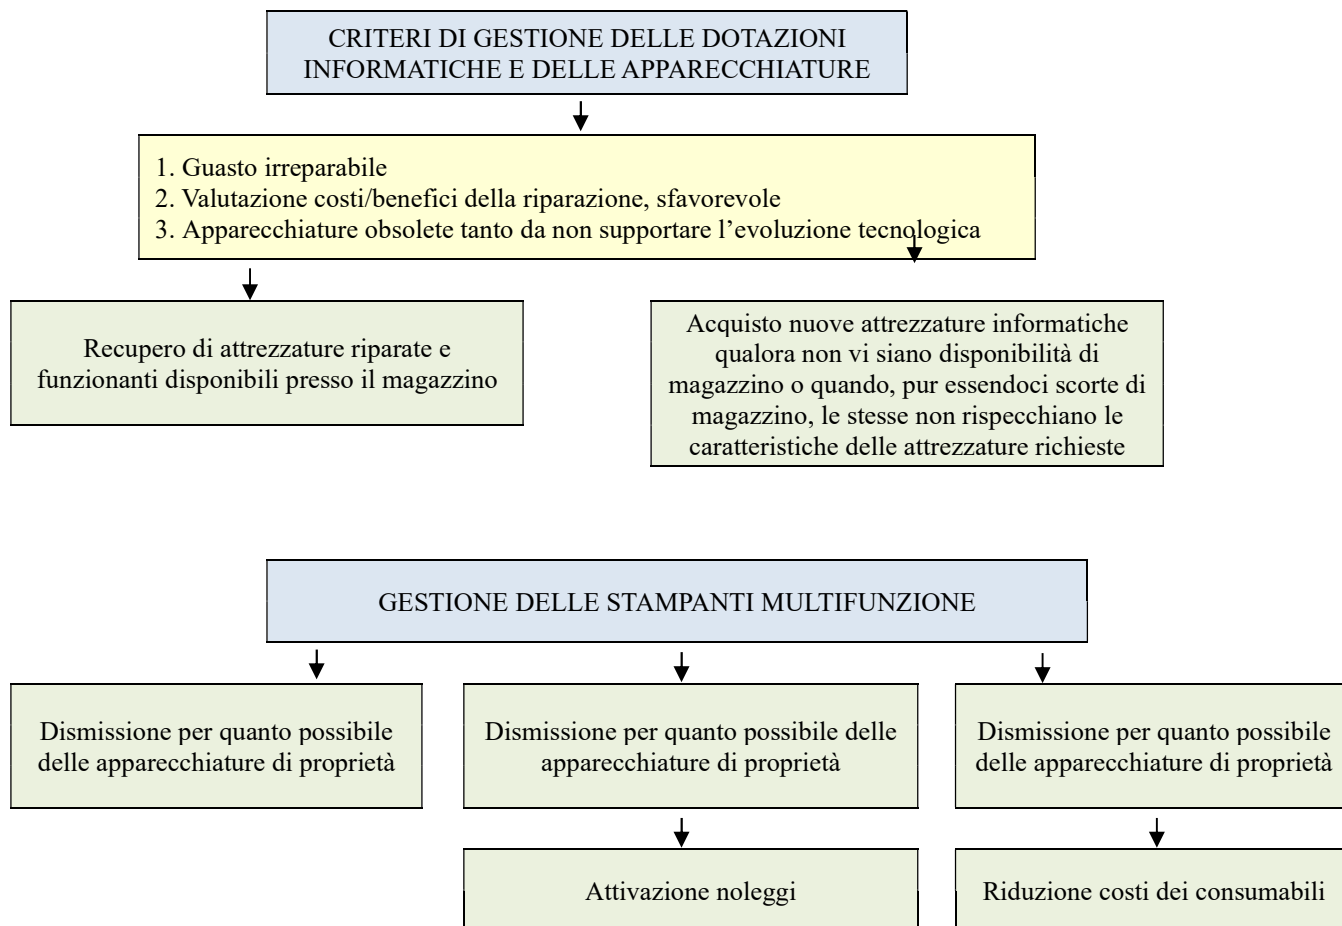 CRITERI DI GESTIONE DELLE DOTAZIONI
INFORMATICHE E DELLE APPARECCHIATURE
1. Guasto irreparabile
2. Valutazione costi/benefici della riparazione, sfavorevole
3. Apparecchiature obsolete tanto da non supportare l’evoluzione tecnologica
Recupero di attrezzature riparate e
funzionanti disponibili presso il magazzino
Acquisto nuove attrezzature informatiche
qualora non vi siano disponibilità di
magazzino o quando, pur essendoci scorte di
magazzino, le stesse non rispecchiano le
caratteristiche delle attrezzature richieste
GESTIONE DELLE STAMPANTI MULTIFUNZIONE
Dismissione per quanto possibile
delle apparecchiature di proprietà
Dismissione per quanto possibile delle
apparecchiature di proprietà
Dismissione per quanto possibile
delle apparecchiature di proprietà
Attivazione noleggi
Riduzione costi dei consumabili